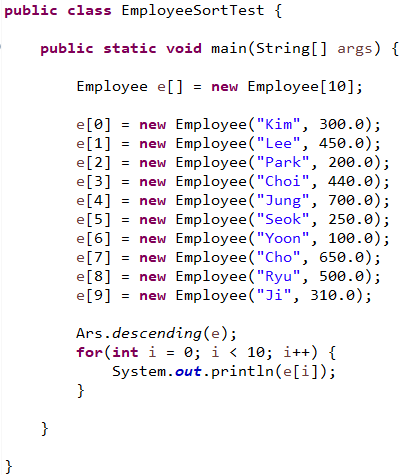 public class EmployeeSortTest {
public static void main(String[] args) {
Employee e[] = new Employee[10];
e[0] = new Employee("Kim", 300.0);
e[1] = new Employee("Lee", 450.0);
e[2] = new Employee("Park", 200.0);
e[3] = new Employee("Choi", 440.0);
e[4] = new Employee("Jung", 700.0);
e[5] = new Employee("Seok", 250.0);
e[6] = new Employee("Yoon", 100.0);
e[7] = new Employee("Cho", 650.0);
e[8] = new Employee("Ryu", 500.0);
e[9] = new Employee("Ji", 310.0);
Ars.descending(e);
for(int i = 0; i < 10; i++) {
System.out.println(e[i]);
}
}
}